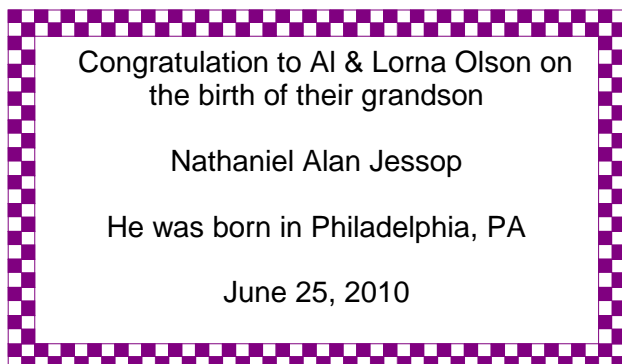 Congratulation to Al & Lorna Olson on
the birth of their grandson
Nathaniel Alan Jessop
He was born in Philadelphia, PA
June 25, 2010